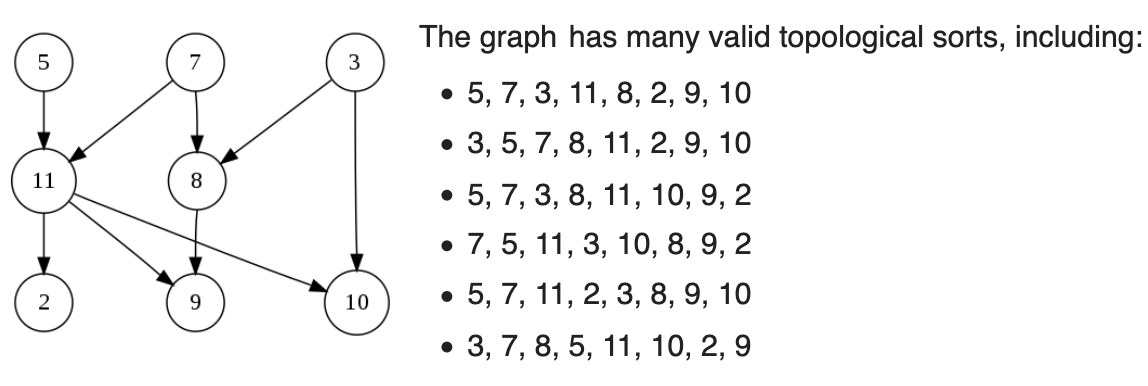 5 7 3
11 8
2 9 10
The graph has many valid topological sorts, including:
• 5, 7, 3, 11, 8, 2, 9, 10
• 3, 5, 7, 8, 11, 2, 9, 10
• 5, 7, 3, 8, 11, 10, 9, 2
• 7, 5, 11, 3, 10, 8, 9, 2
• 5, 7, 11, 2, 3, 8, 9, 10
• 3, 7, 8, 5, 11, 10, 2, 9